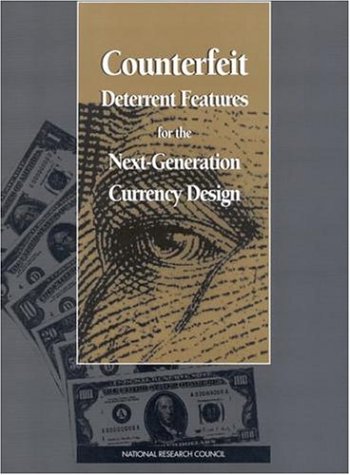 Counterfeit
Deterrent Features
for the
Next-Generation
Currency Design
NATIONAL RESEARCH COUNCIL